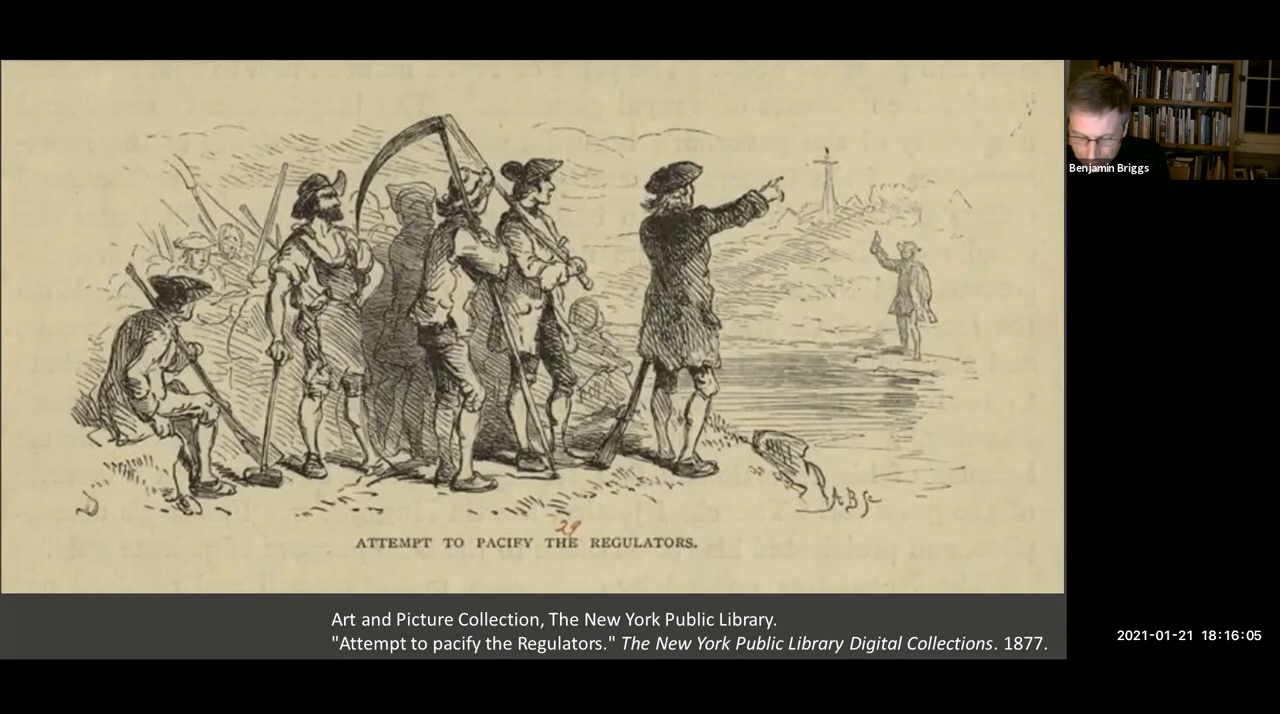 29
ATTEMPT TO PACIFY THE REGULATORS.
Art and Picture Collection, The New York Public Library.
"Attempt to pacify the Regulators." The New York Public Library Digital Collections. 1877.
Benjamin Briggs
2021-01-21 18:16:05